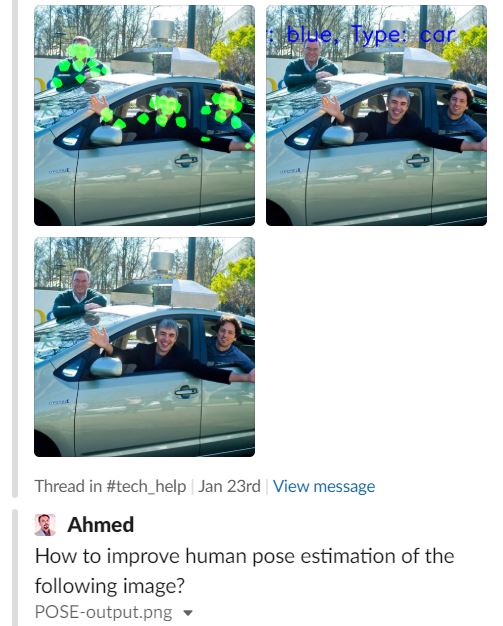 : blue, Type: car
Thread in #tech_help | Jan 23rd | View message
Ahmed
How to improve human pose estimation of the
following image?
POSE-output.png